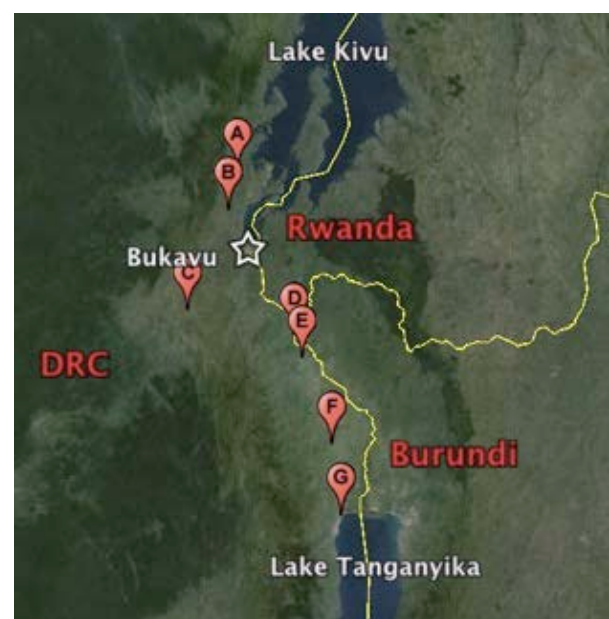 Lake Kivu
A
B
Rwanda
Bukavu
C
D
E
DRC
F
Burundi
G
Lake Tanganyika